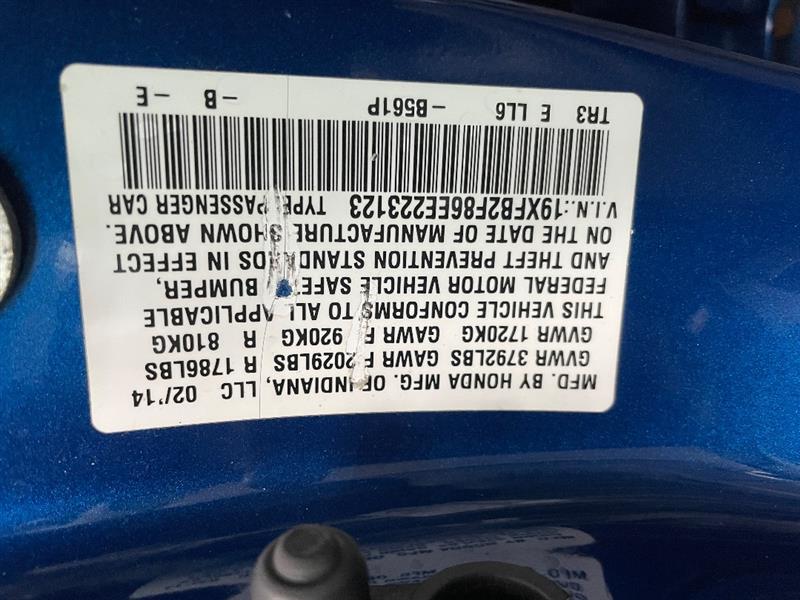 MFD. BY HONDA MFG. OF INDIANA, LLC 02/'14
GVWR 3792LBS GAWR F 2029LBS R 1786LBS
GVWR 1720KG GAWR F 920KG R 810KG
THIS VEHICLE CONFORMS TO ALL APPLICABLE
FEDERAL MOTOR VEHICLE SAFETY, BUMPER,
AND THEFT PREVENTION STANDARDS IN EFFECT
ON THE DATE OF MANUFACTURE SHOWN ABOVE.
V.I.N.:19XFB2F86EE223123 TYPE:PASSENGER CAR
TR3 E LL6 -B561P -B -E